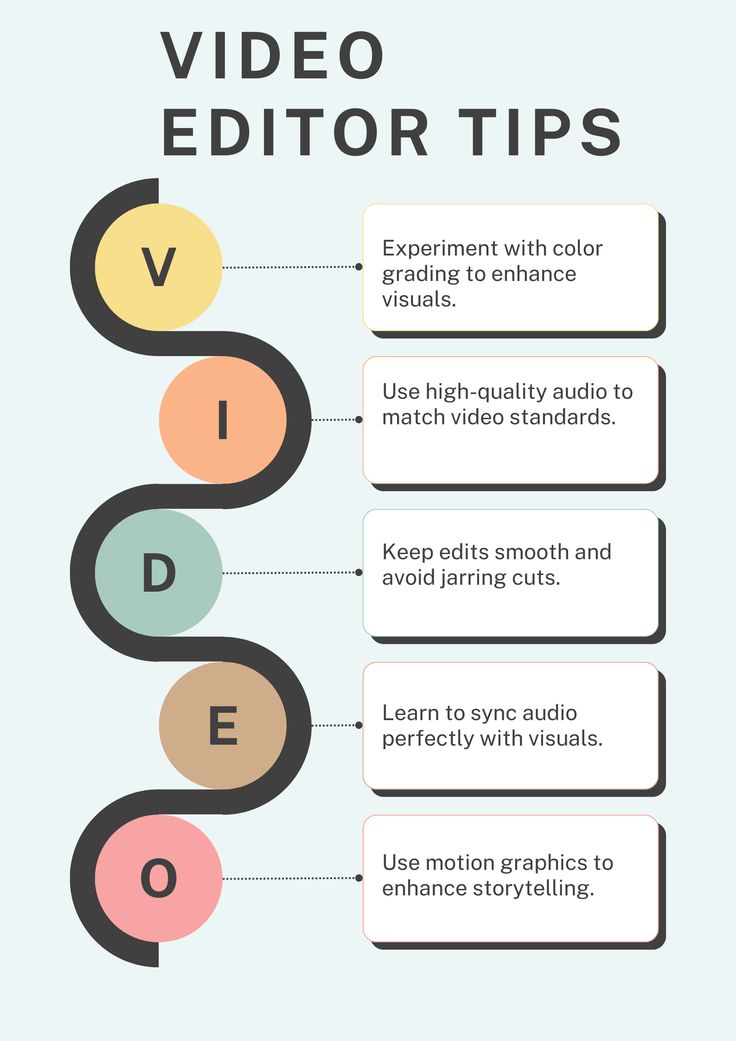 VIDEO
EDITOR TIPS
V
Experiment with color
grading to enhance
visuals.
I
Use high-quality audio to
match video standards.
D
Keep edits smooth and
avoid jarring cuts.
E
Learn to sync audio
perfectly with visuals.
O
Use motion graphics to
enhance storytelling.